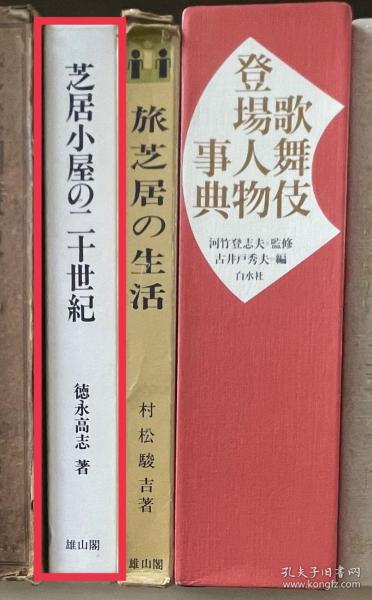 芝居小屋の二十世紀
徳永高志 著
雄山閣
旅芝居の生活
村松駿吉著
雄山閣
歌舞伎
登場人物
事典
河竹登志夫=監修
古井戸秀夫=編
白水社
孔夫子旧书网